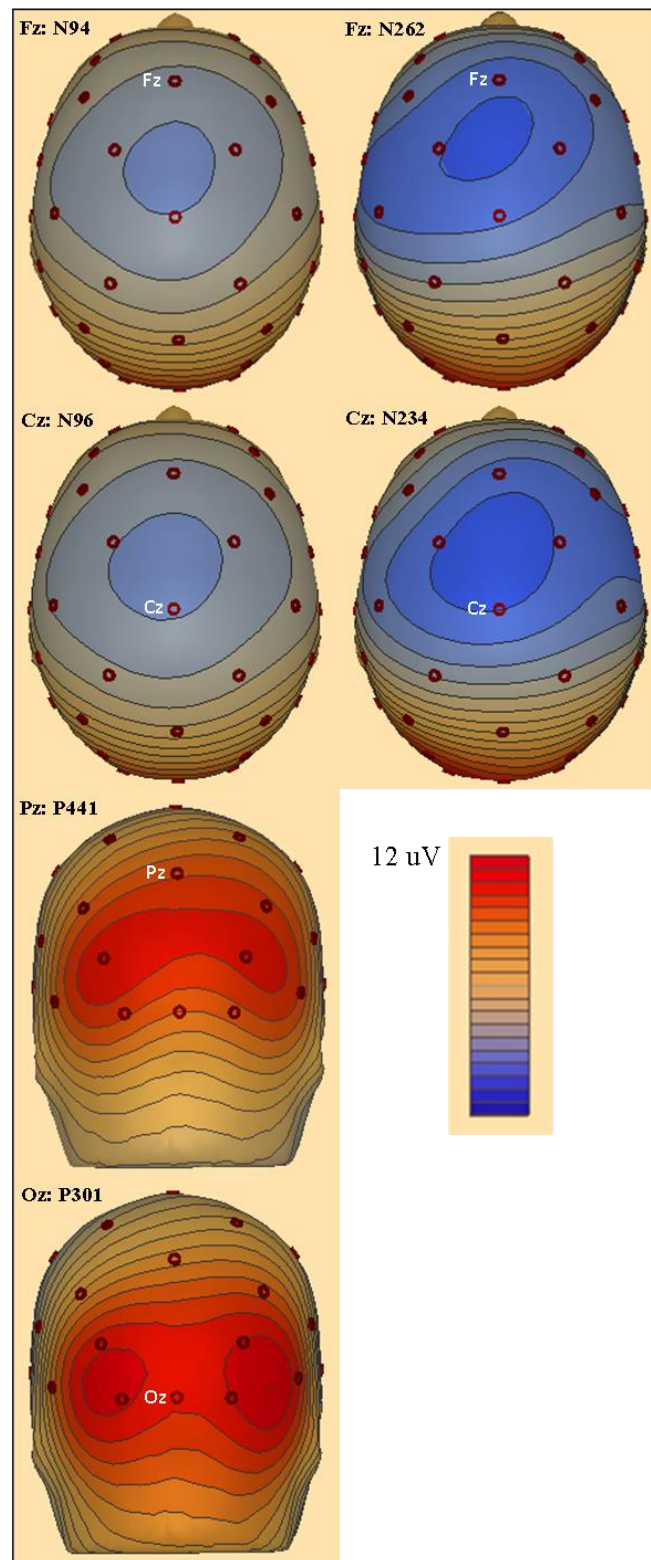 Fz: N94
Fz: N262
Fz
Fz
Cz: N96
Cz: N234
Cz
Cz
Pz: P441
Pz
12 uV
Oz: P301
Oz